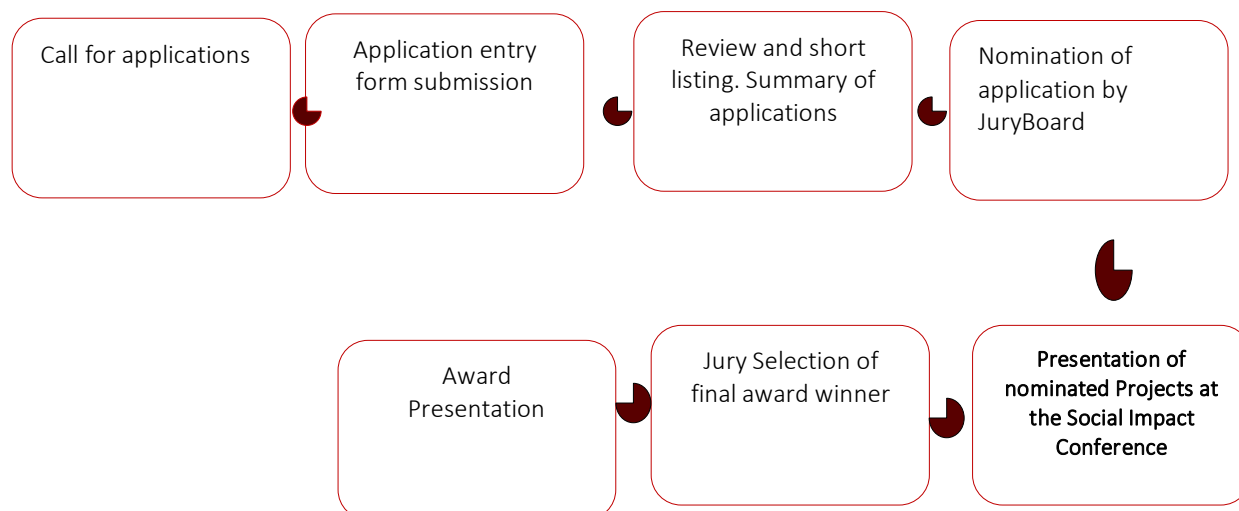 Call for applications
Application entry
form submission
Review and short
listing. Summary of
applications
Nomination of
application by
JuryBoard
Presentation of
nominated Projects at
the Social Impact
Conference
Jury Selection of
final award winner
Award
Presentation